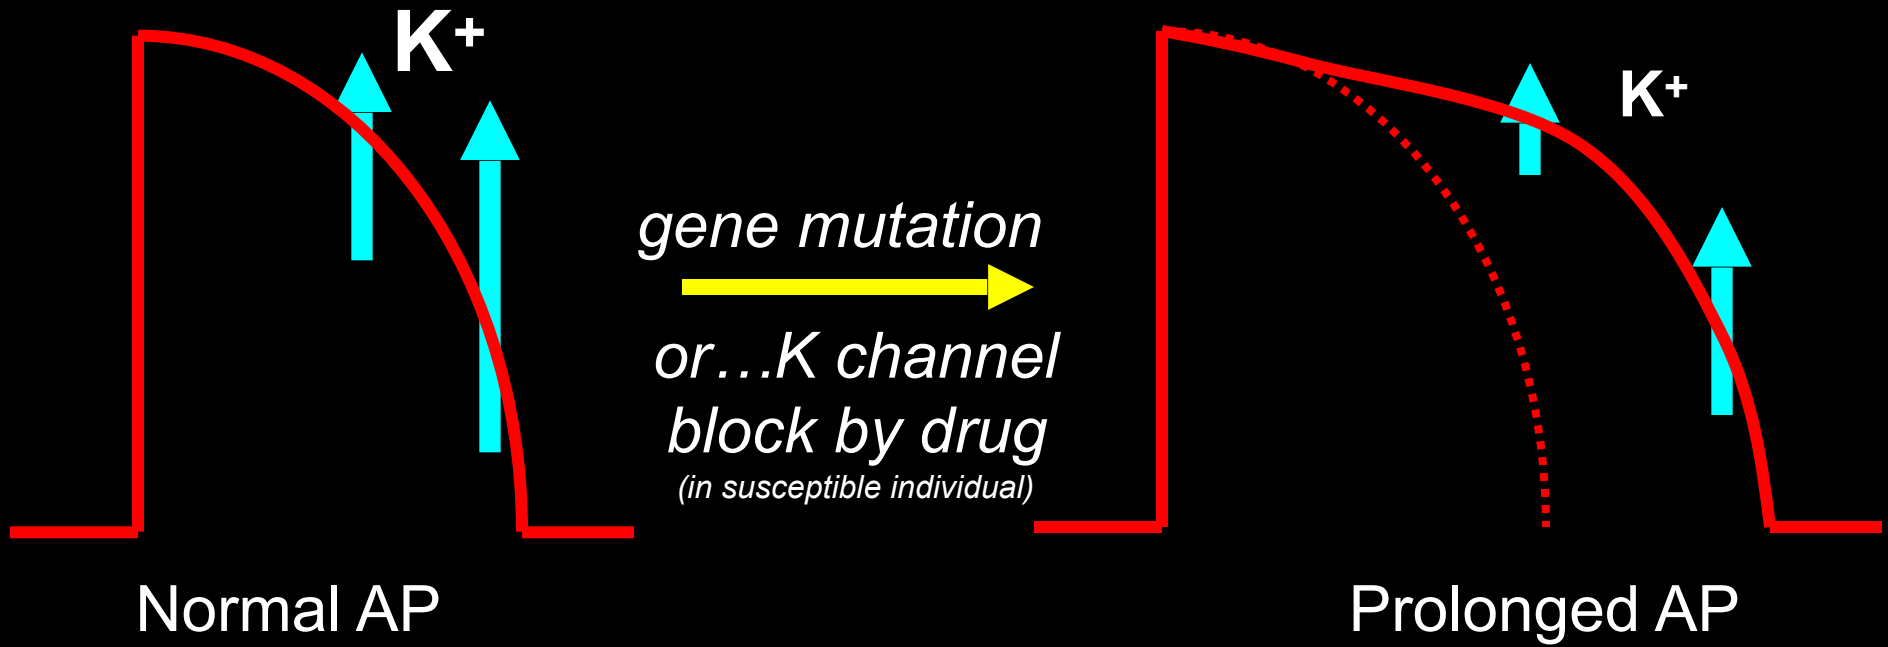 K+
K+
gene mutation
or…K channel
block by drug
(in susceptible individual)
Normal AP
Prolonged AP